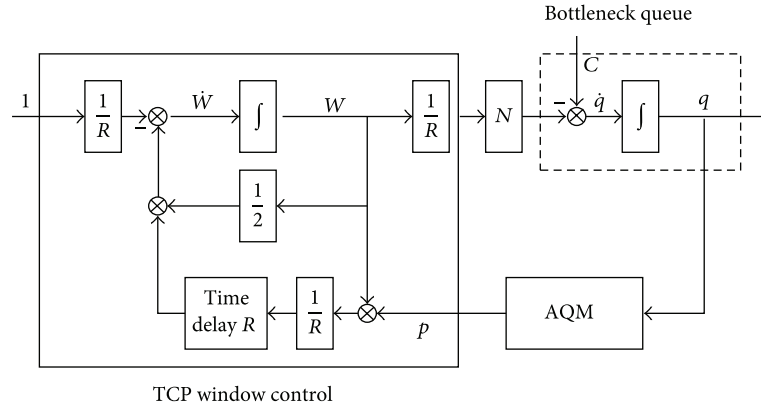 Bottleneck queue
C
1
1/R
−
Ẇ
∫
W
1/R
N
−
q̇
∫
q
1/2
Time
delay R
1/R
p
AQM
TCP window control